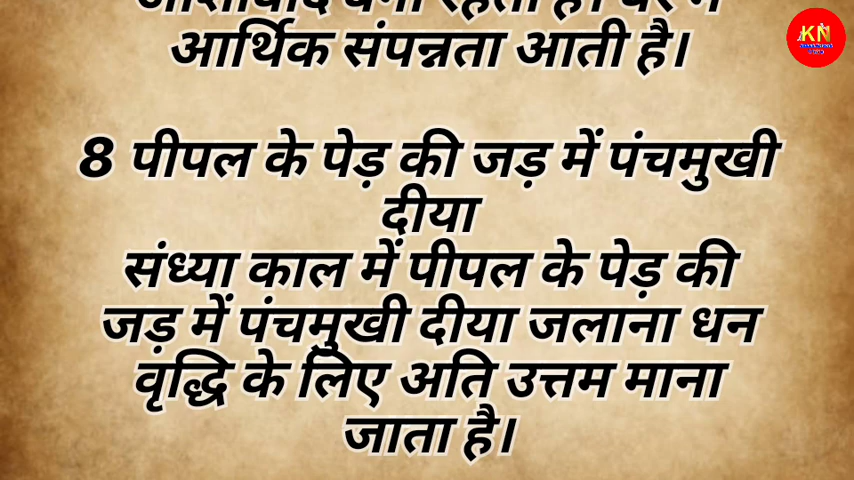 आर्थिक संपन्नता आती है।
8 पीपल के पेड़ की जड़ में पंचमुखी
दीया
संध्या काल में पीपल के पेड़ की
जड़ में पंचमुखी दीया जलाना धन
वृद्धि के लिए अति उत्तम माना
जाता है।
KN